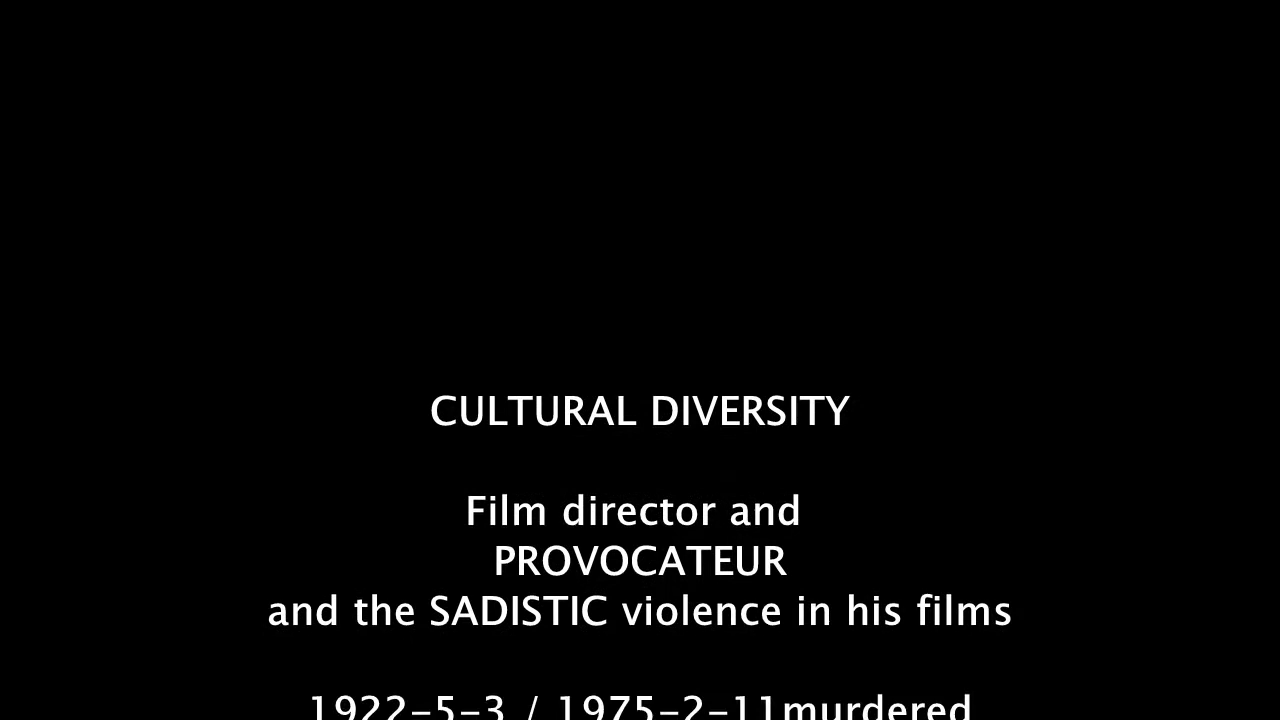 CULTURAL DIVERSITY
Film director and
PROVOCATEUR
and the SADISTIC violence in his films
1922-5-3 / 1975-2-11murdered